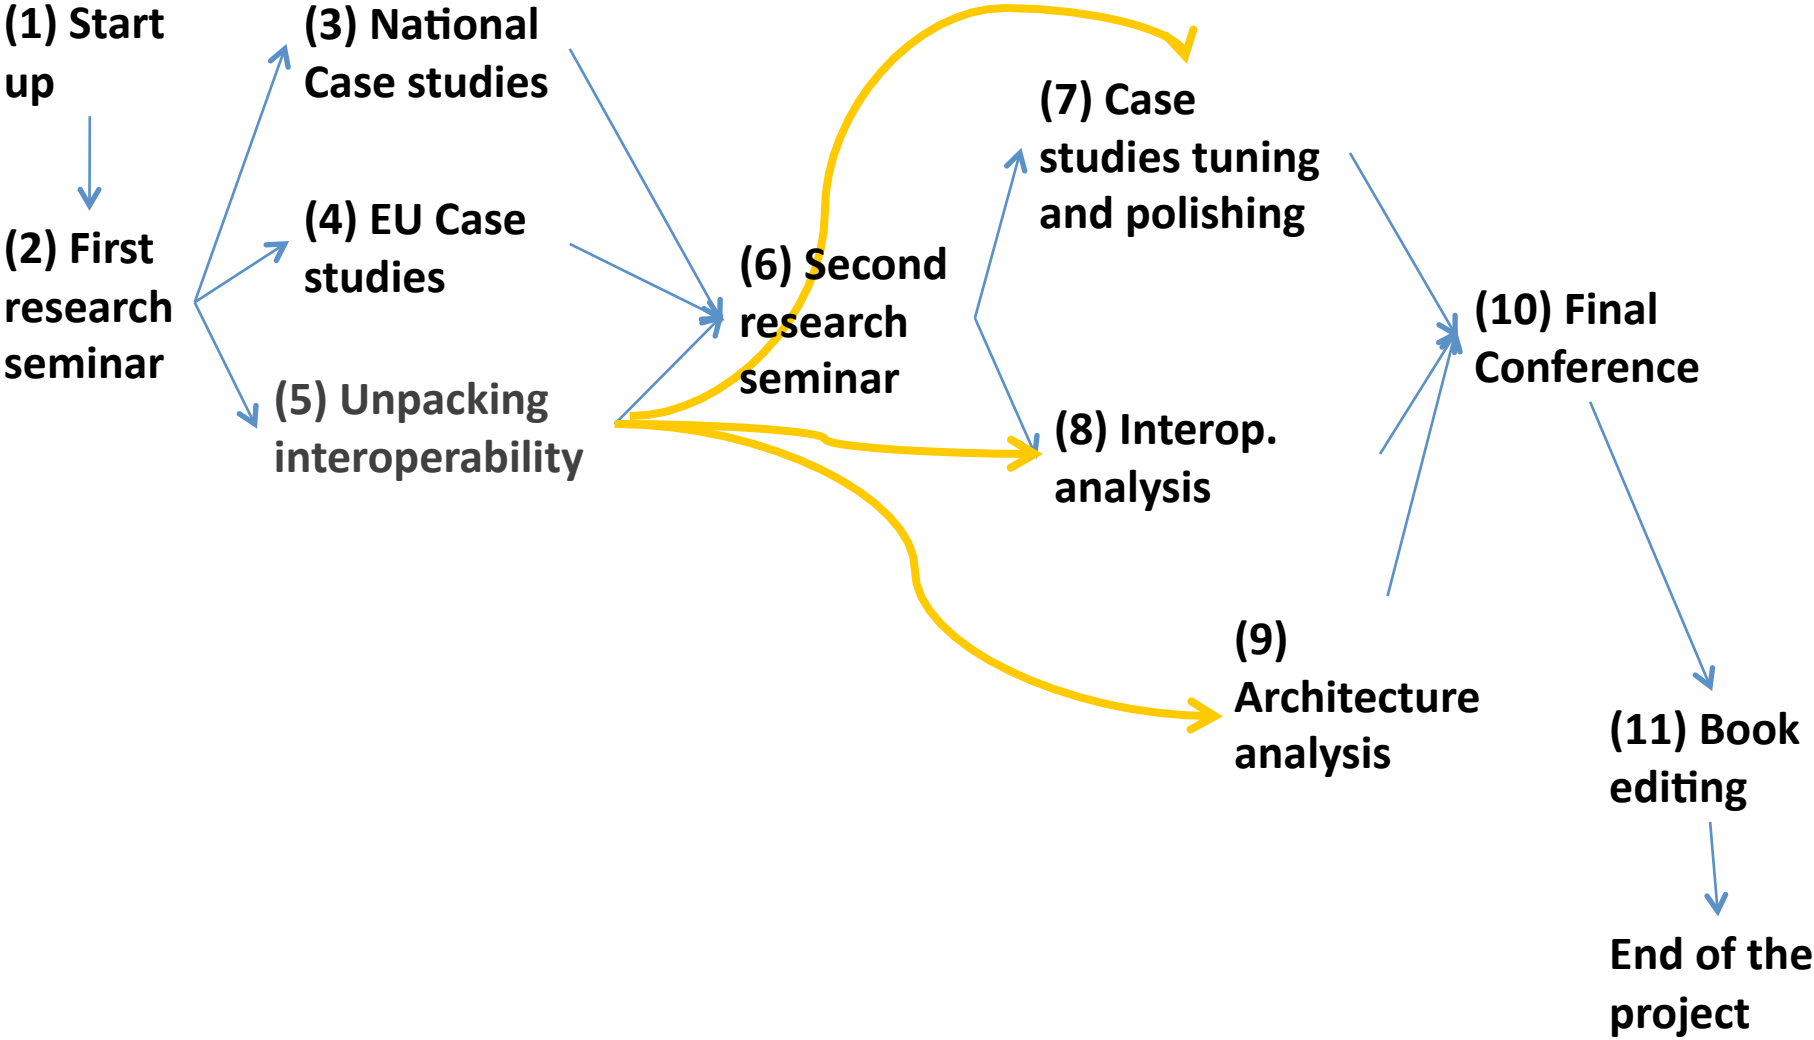 (1) Start
up
(2) First
research
seminar
(3) National
Case studies
(4) EU Case
studies
(5) Unpacking
interoperability
(6) Second
research
seminar
(7) Case
studies tuning
and polishing
(8) Interop.
analysis
(9)
Architecture
analysis
(10) Final
Conference
(11) Book
editing
End of the
project